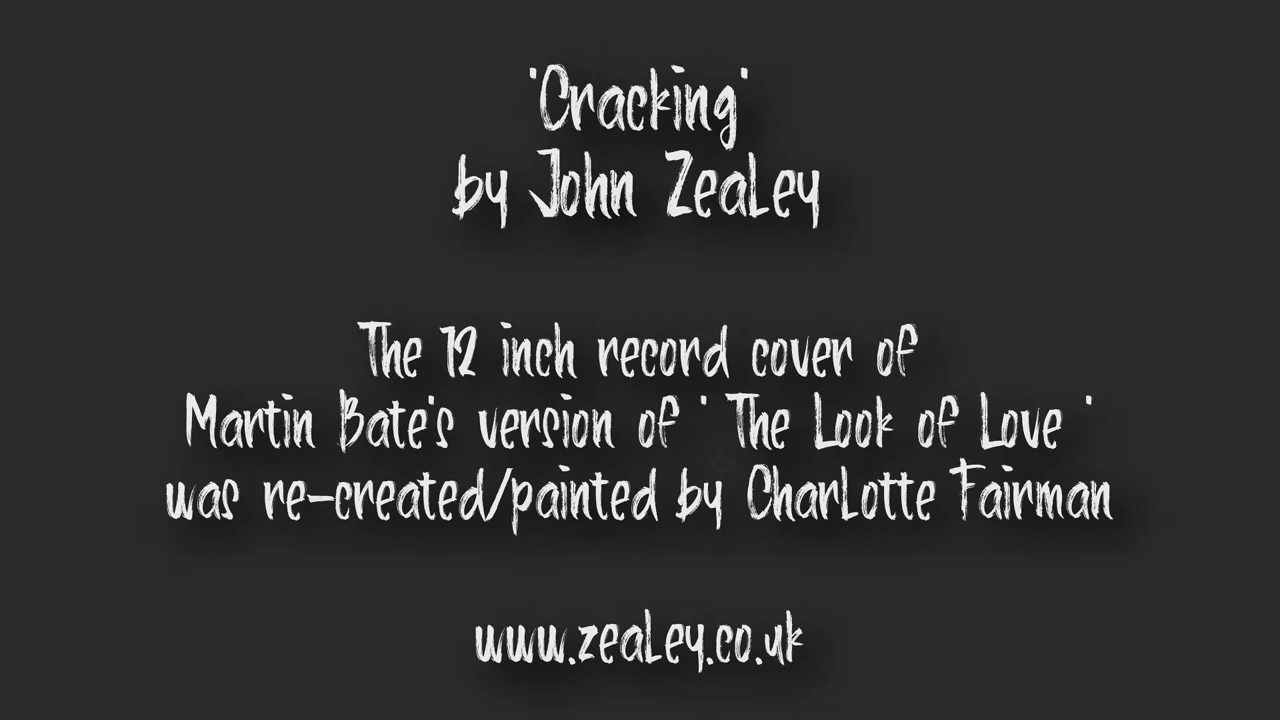 'Cracking'
by John Zealey
The 12 inch record cover of
Martin Bate's version of ' The Look of Love '
was re-created/painted by Charlotte Fairman
www.zealey.co.uk